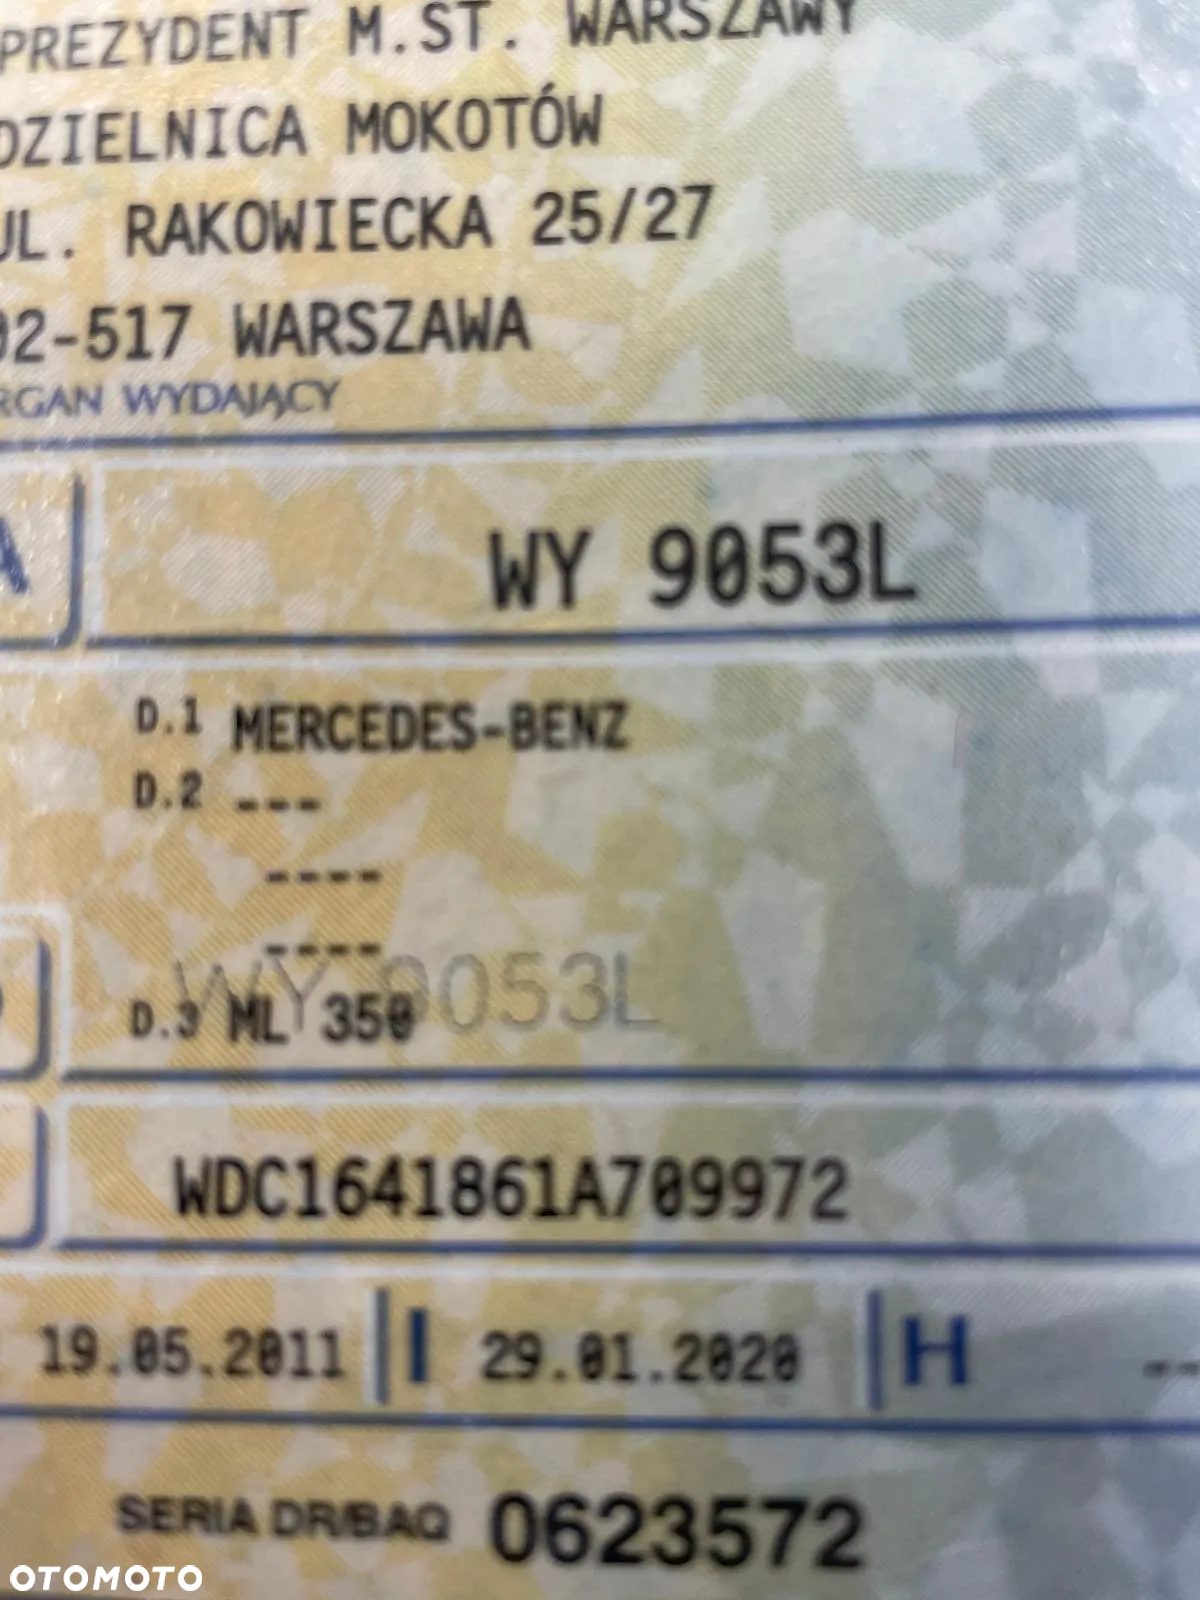 PREZYDENT M.ST. WARSZAWY
DZIELNICA MOKOTÓW
UL. RAKOWIECKA 25/27
02-517 WARSZAWA
RGAN WYDAJĄCY
A WY 9053L
D.1 MERCEDES-BENZ
D.2 ---
----
----
WY 9053L
D.3 ML 350
WDC1641861A709972
19.05.2011 I 29.01.2020 H --
SERIA DR/BAQ 0623572
OTOMOTO